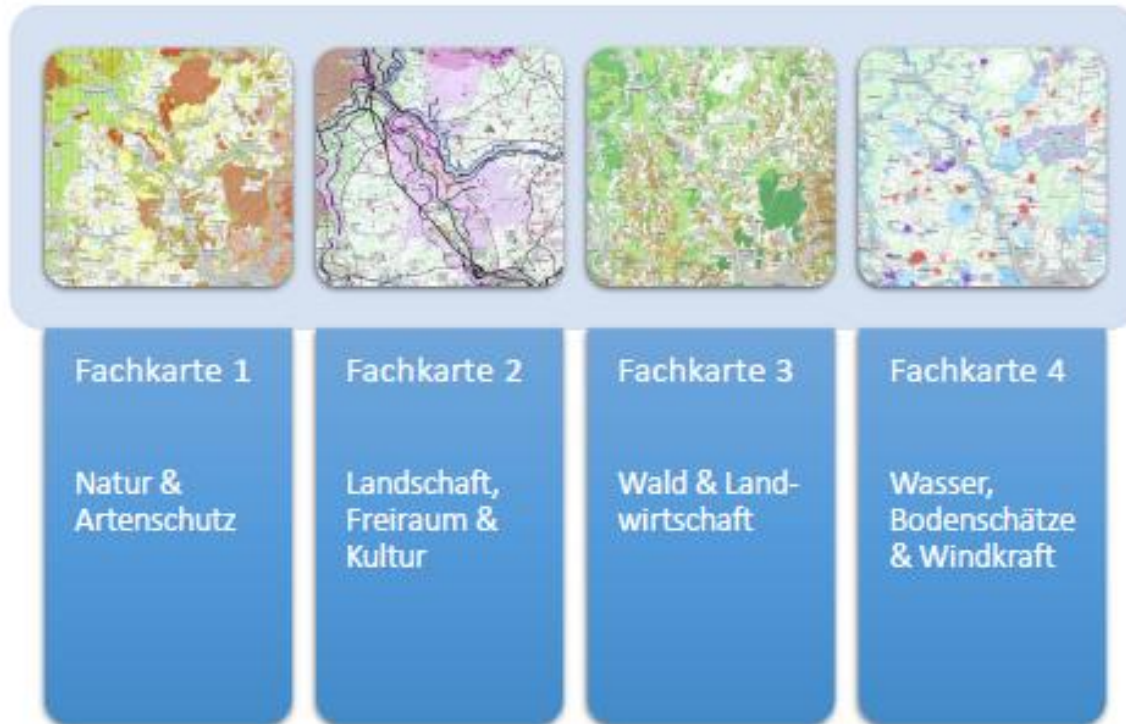 Fachkarte 1
Natur &
Artenschutz
Fachkarte 2
Landschaft,
Freiraum &
Kultur
Fachkarte 3
Wald & Land-
wirtschaft
Fachkarte 4
Wasser,
Bodenschätze
& Windkraft